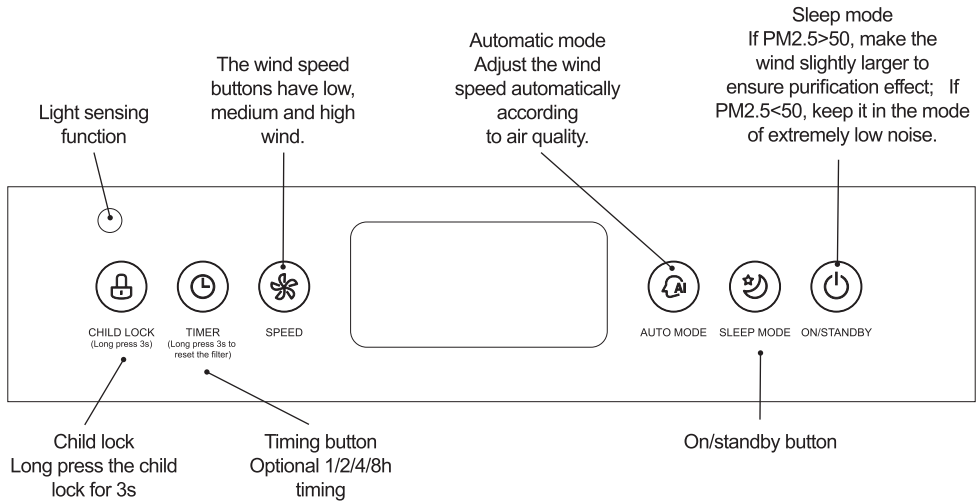 Sleep mode
If PM2.5>50, make the
wind slightly larger to
ensure purification effect; If
PM2.5<50, keep it in the mode
of extremely low noise.
Automatic mode
Adjust the wind
speed automatically
according
to air quality.
The wind speed
buttons have low,
medium and high
wind.
Light sensing
function
AI
CHILD LOCK
(Long press 3s)
TIMER
(Long press 3s to
reset the filter)
SPEED
AUTO MODE
SLEEP MODE
ON/STANDBY
Child lock
Long press the child
lock for 3s
Timing button
Optional 1/2/4/8h
timing
On/standby button